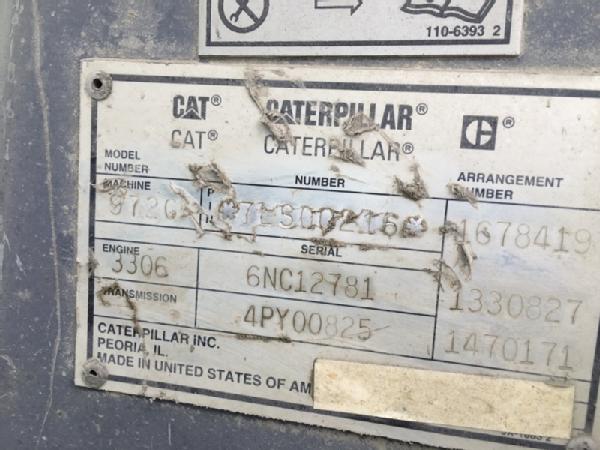 110-6393 2
CAT® CATERPILLAR®
CAT® CATERPILLAR®
MODEL NUMBER NUMBER ARRANGEMENT NUMBER
MACHINE PIN 1678419
ENGINE SERIAL
3306 6NC12781 1330827
TRANSMISSION 4PY00825 1470171
CATERPILLAR INC.
PEORIA, IL.
MADE IN UNITED STATES OF AM